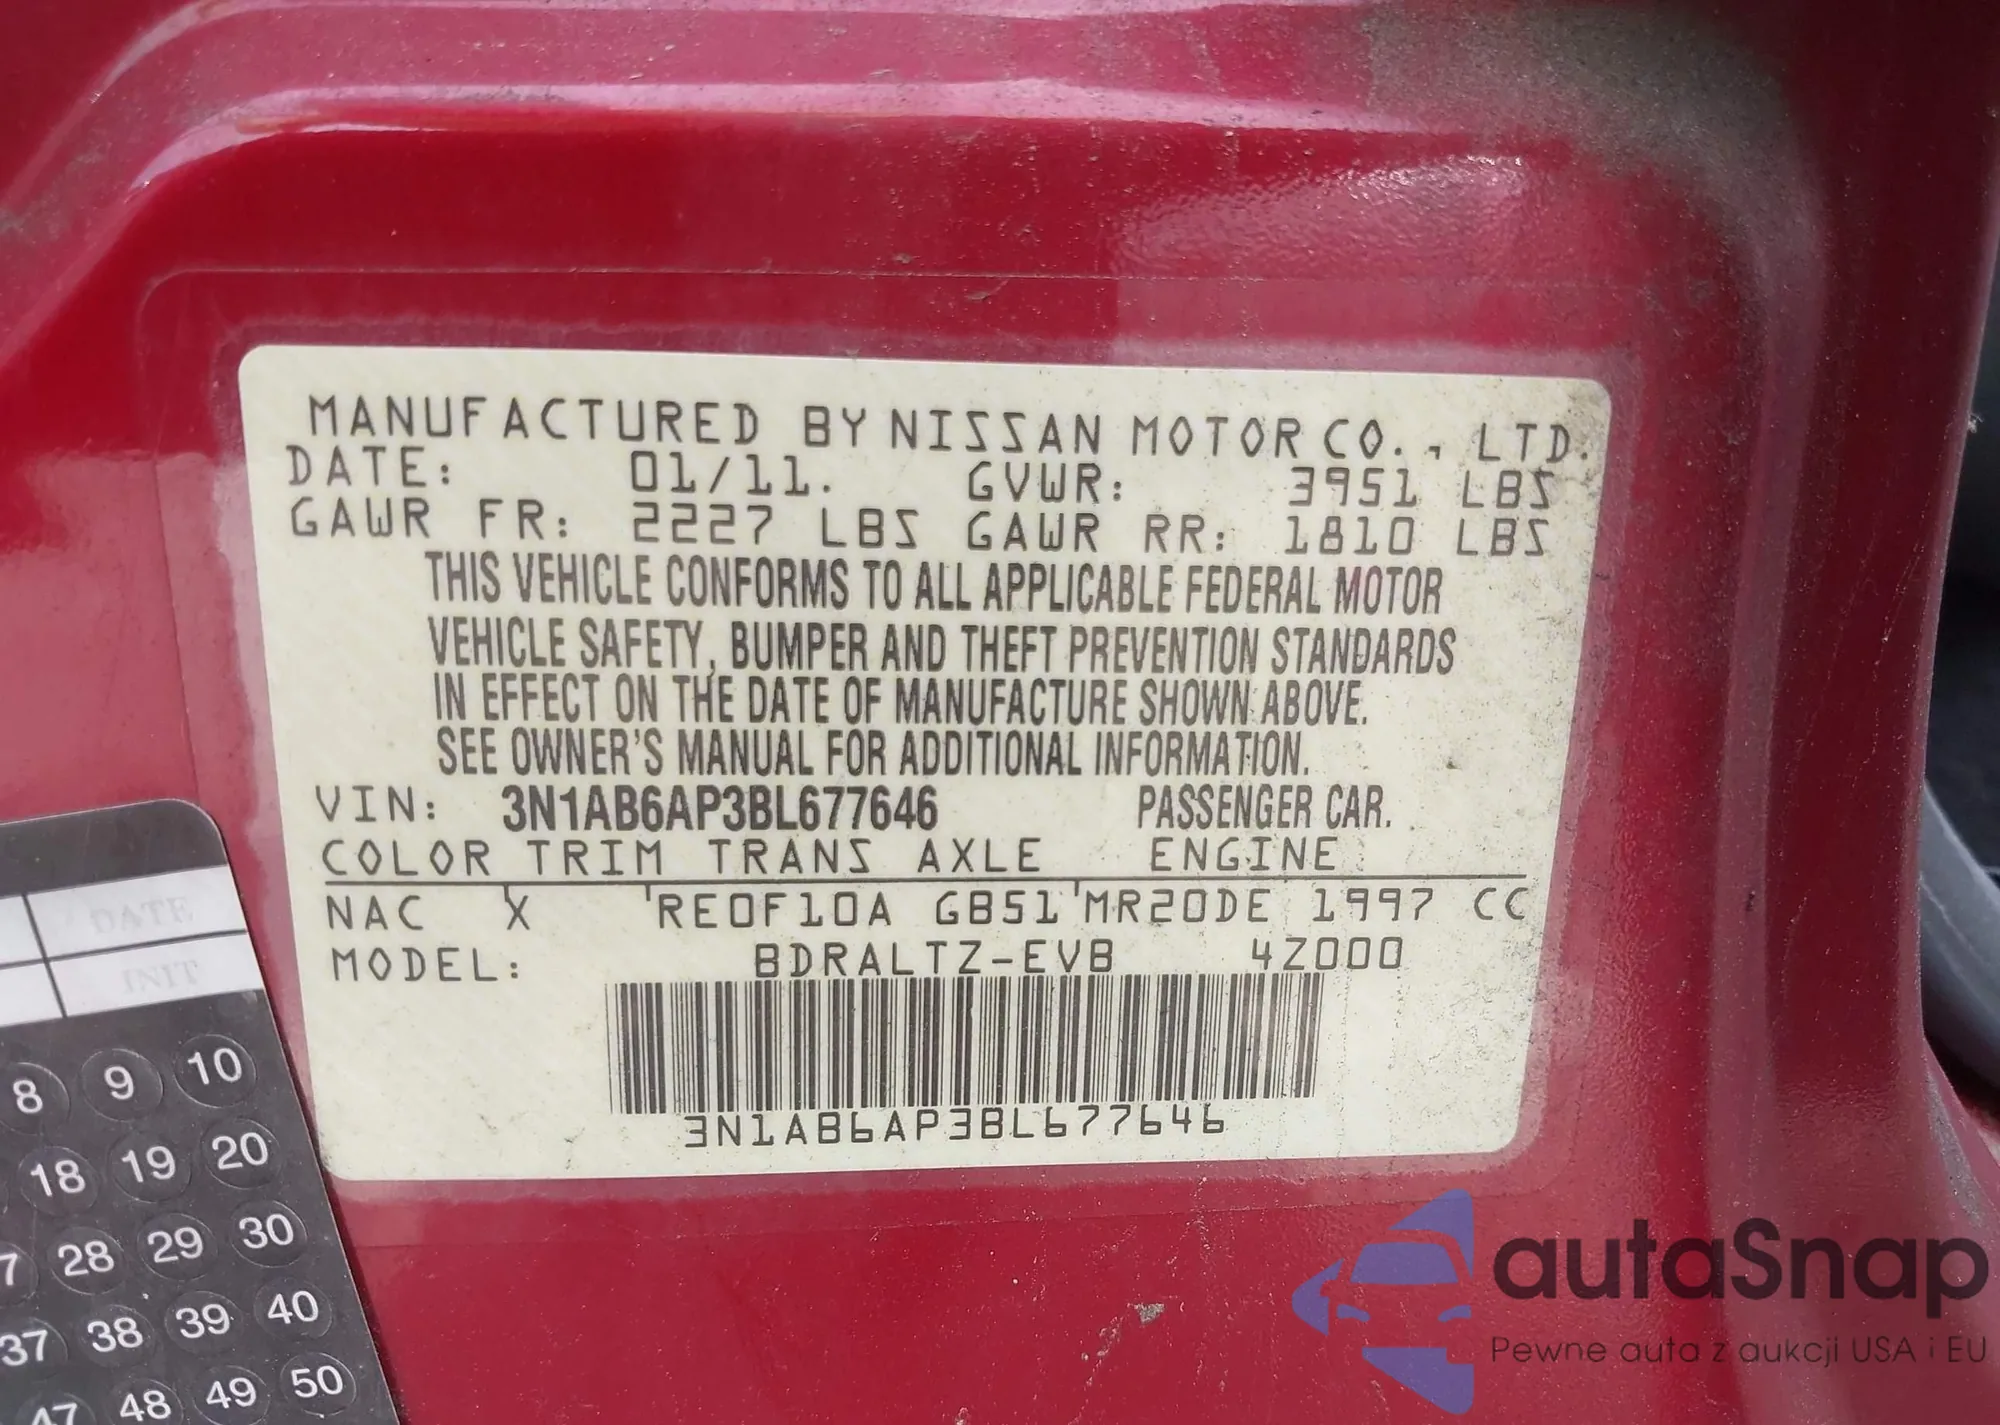 MANUFACTURED BY NISSAN MOTOR CO., LTD.
DATE: 01/11. GVWR: 3951 LBS
GAWR FR: 2227 LBS GAWR RR: 1810 LBS
THIS VEHICLE CONFORMS TO ALL APPLICABLE FEDERAL MOTOR
VEHICLE SAFETY, BUMPER AND THEFT PREVENTION STANDARDS
IN EFFECT ON THE DATE OF MANUFACTURE SHOWN ABOVE.
SEE OWNER'S MANUAL FOR ADDITIONAL INFORMATION.
VIN: 3N1AB6AP3BL677646 PASSENGER CAR.
COLOR TRIM TRANS AXLE ENGINE
NAC X RE0F10A GB51 MR20DE 1997 CC
MODEL: BDRALTZ-EVB 4Z000
3N1AB6AP3BL677646
DATE
INIT
8 9 10
18 19 20
28 29 30
37 38 39 40
47 48 49 50
autaSnap
Pewne auta z aukcji USA i EU